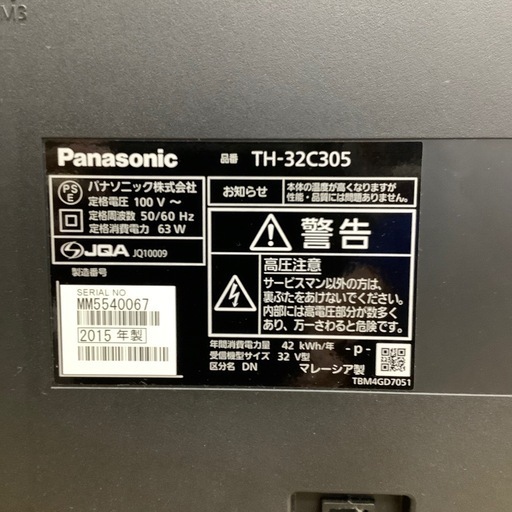 M3
Panasonic 品番 TH-32C305
PSE
パナソニック株式会社
定格電圧 100 V ～
定格周波数 50/60 Hz
定格消費電力 63 W
JQA JQ10009
製造番号
SERIAL NO
MM5540067
2015 年製
お知らせ
本体の温度が高くなりますが
性能・品質には問題ありません。
警告
高圧注意
サービスマン以外の方は、
裏ぶたをあけないでください。
内部には高電圧部分が数多く
あり、万一さわると危険です。
年間消費電力量 42 kWh/年
受信機型サイズ 32 V型
区分名 DN
- p -
マレーシア製
TBM4GD7051